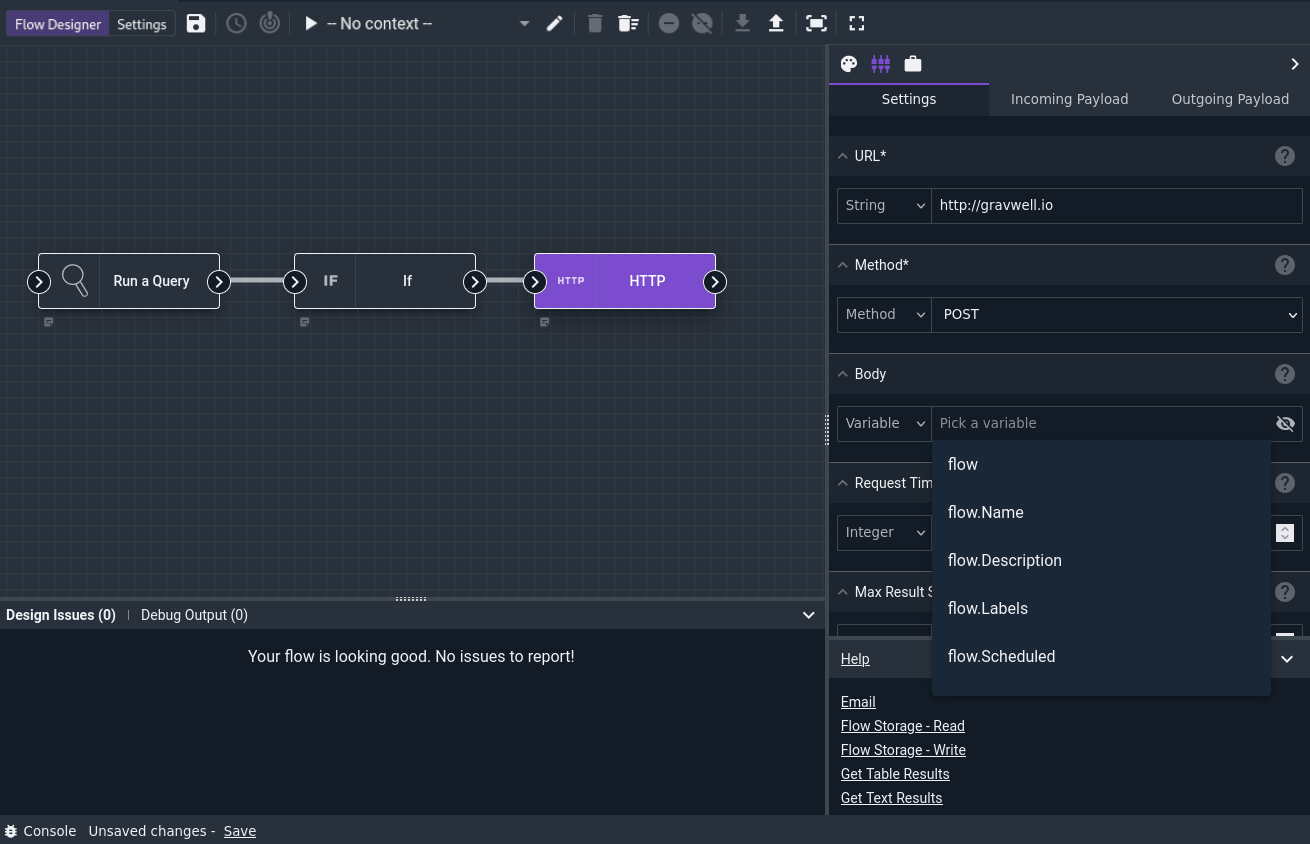 Flow Designer Settings -- No context --
Settings Incoming Payload Outgoing Payload
URL*
String http://gravwell.io
Method*
Method POST
Body
Variable Pick a variable
flow
flow.Name
flow.Description
flow.Labels
flow.Scheduled
Request Tim
Integer
Max Result S
Run a Query
IF If
HTTP HTTP
Design Issues (0) Debug Output (0)
Your flow is looking good. No issues to report!
Help
Email
Flow Storage - Read
Flow Storage - Write
Get Table Results
Get Text Results
Console Unsaved changes - Save